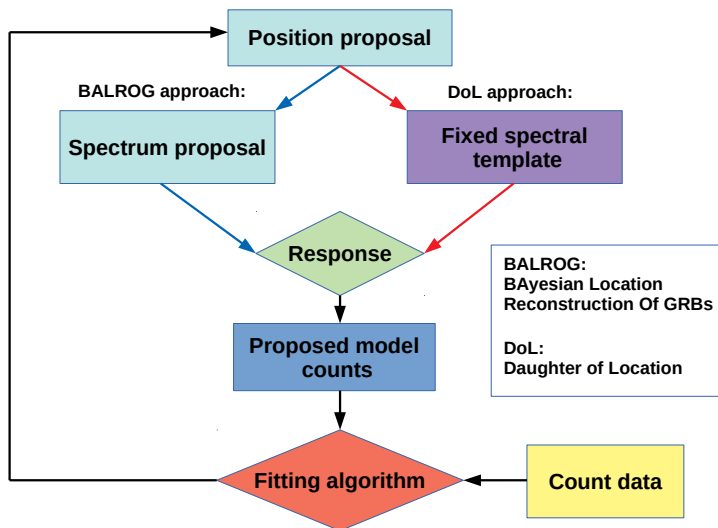 Position proposal
BALROG approach:
DoL approach:
Spectrum proposal
Fixed spectral
template
Response
BALROG:
BAyesian Location
Reconstruction Of GRBs
DoL:
Daughter of Location
Proposed model
counts
Fitting algorithm
Count data